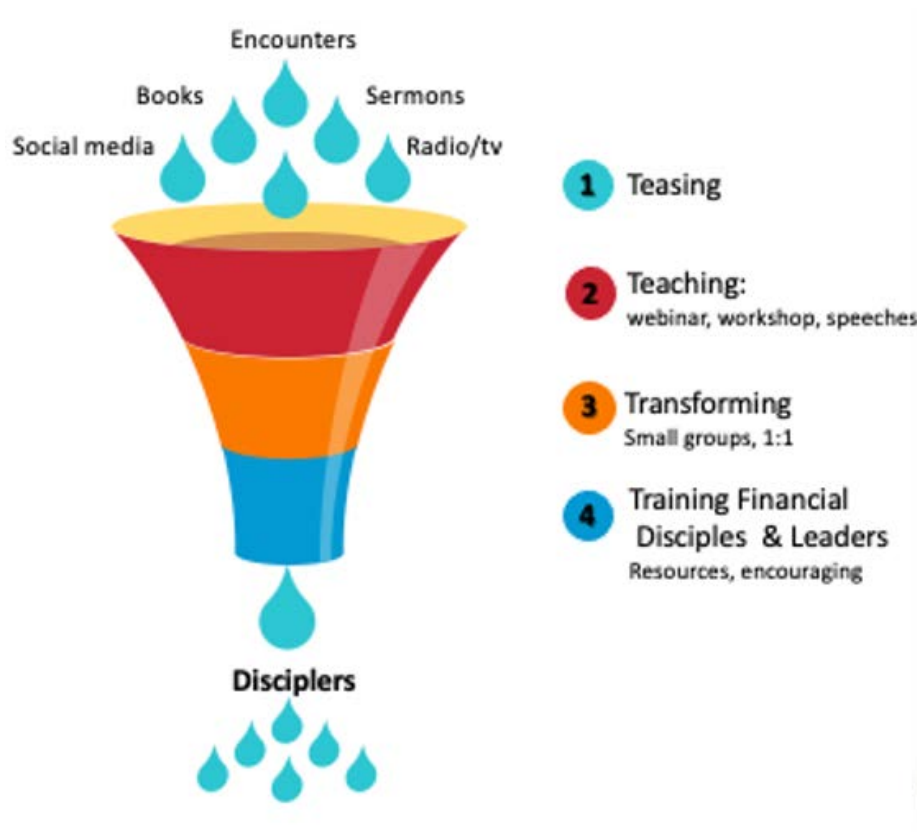 Encounters
Books
Sermons
Social media
Radio/tv
1 Teasing
2 Teaching:
webinar, workshop, speeches
3 Transforming
Small groups, 1:1
4 Training Financial
Disciples & Leaders
Resources, encouraging
Disciplers